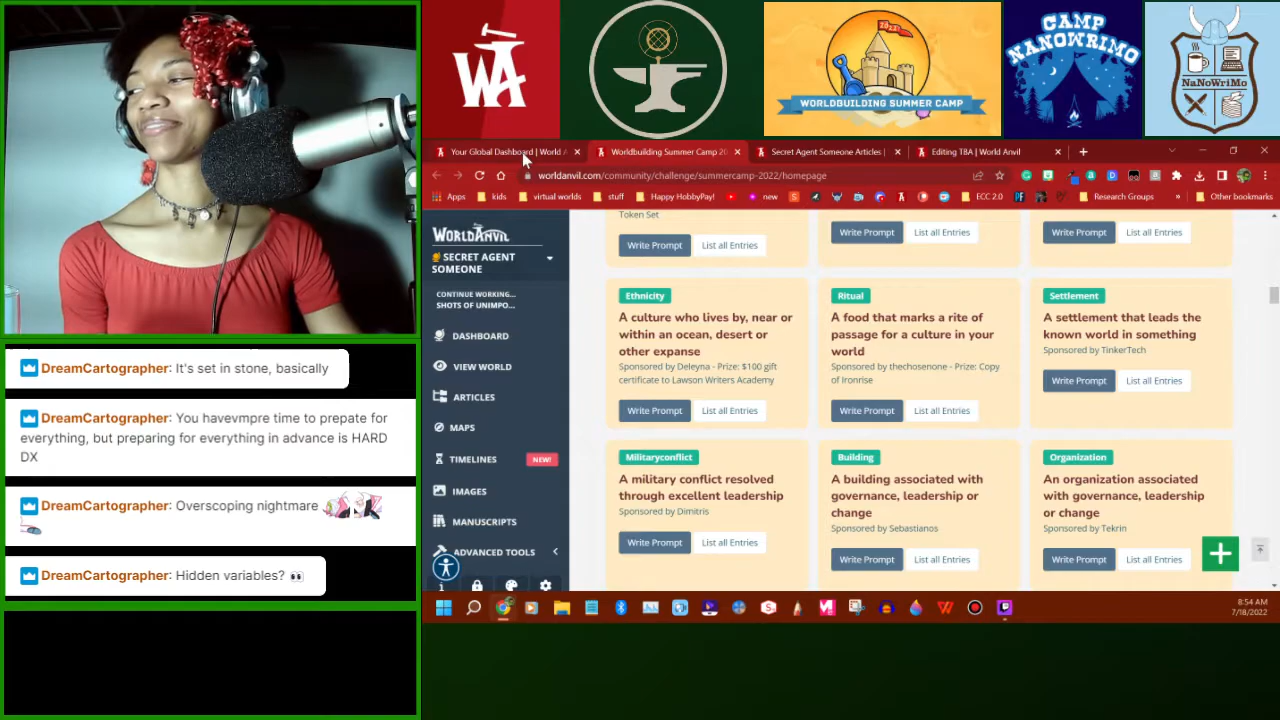 DreamCartographer: It's set in stone, basically
DreamCartographer: You havevmpre time to prepate for
everything, but preparing for everything in advance is HARD
DX
DreamCartographer: Overscoping nightmare
DreamCartographer: Hidden variables?
WA
2022
WORLDBUILDING SUMMER CAMP
CAMP
NANOWRIMO
NaNoWriMo
Your Global Dashboard | World A
Worldbuilding Summer Camp 20
Secret Agent Someone Articles |
Editing TBA | World Anvil
worldanvil.com/community/challenge/summercamp-2022/homepage
Apps
kids
virtual worlds
stuff
Happy HobbyPay!
new
ECC 2.0
Research Groups
Other bookmarks
WORLDANVIL
SECRET AGENT
SOMEONE
CONTINUE WORKING...
SHOTS OF UNIMPO...
DASHBOARD
VIEW WORLD
ARTICLES
MAPS
TIMELINES
NEW!
IMAGES
MANUSCRIPTS
ADVANCED TOOLS
Token Set
Write Prompt
List all Entries
Write Prompt
List all Entries
Write Prompt
List all Entries
Ethnicity
A culture who lives by, near or
within an ocean, desert or
other expanse
Sponsored by Deleyna - Prize: $100 gift
certificate to Lawson Writers Academy
Write Prompt
List all Entries
Ritual
A food that marks a rite of
passage for a culture in your
world
Sponsored by thechosenone - Prize: Copy
of Ironrise
Write Prompt
List all Entries
Settlement
A settlement that leads the
known world in something
Sponsored by TinkerTech
Write Prompt
List all Entries
Militaryconflict
A military conflict resolved
through excellent leadership
Sponsored by Dimitris
Write Prompt
List all Entries
Building
A building associated with
governance, leadership or
change
Sponsored by Sebastianos
Write Prompt
List all Entries
Organization
An organization associated
with governance, leadership
or change
Sponsored by Tekrin
Write Prompt
List all Entries
8:54 AM
7/18/2022